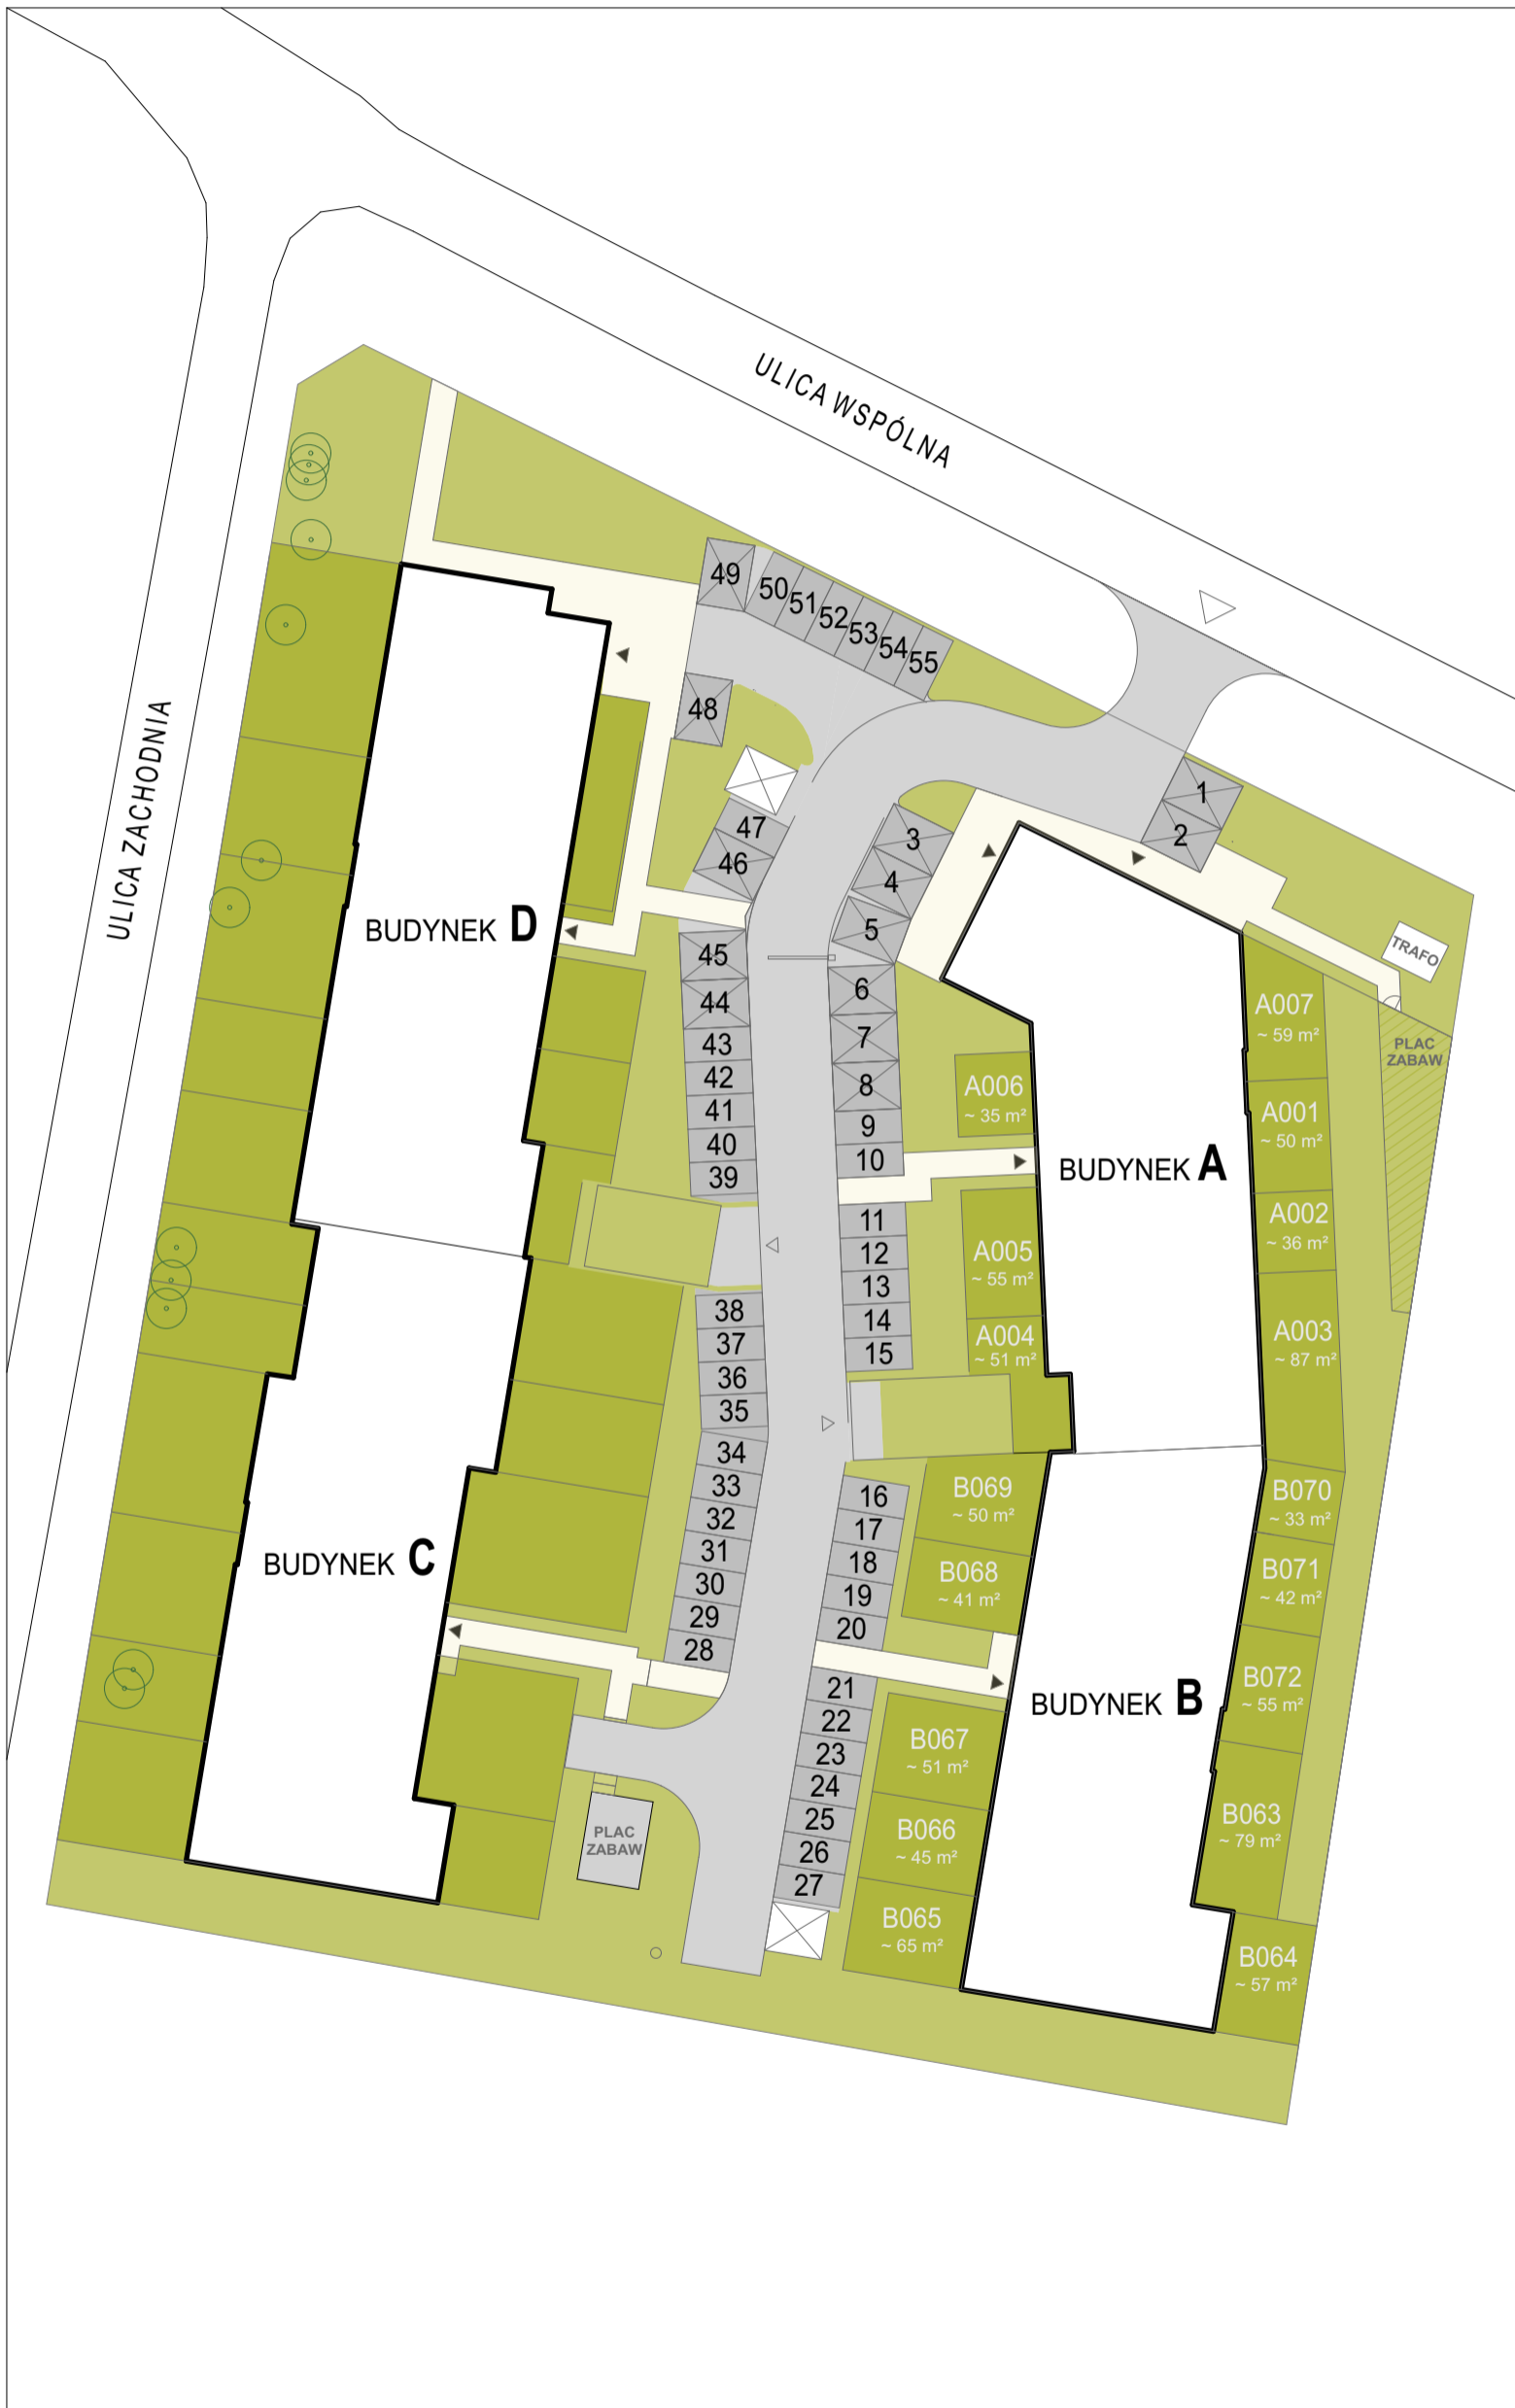 ULICA WSPÓLNA
ULICA ZACHODNIA
49
50
51
52
53
54
55
48
47
46
1
2
3
4
5
BUDYNEK D
45
44
43
42
41
40
39
6
7
8
9
10
TRAFO
PLAC
ZABAW
A007
~ 59 m²
A006
~ 35 m²
A001
~ 50 m²
BUDYNEK A
A002
~ 36 m²
11
12
13
14
15
A005
~ 55 m²
A004
~ 51 m²
A003
~ 87 m²
38
37
36
35
34
33
32
31
30
29
28
BUDYNEK C
16
17
18
19
20
B069
~ 50 m²
B068
~ 41 m²
B070
~ 33 m²
B071
~ 42 m²
B072
~ 55 m²
BUDYNEK B
21
22
23
24
25
26
27
B067
~ 51 m²
B066
~ 45 m²
B065
~ 65 m²
B063
~ 79 m²
B064
~ 57 m²
PLAC
ZABAW